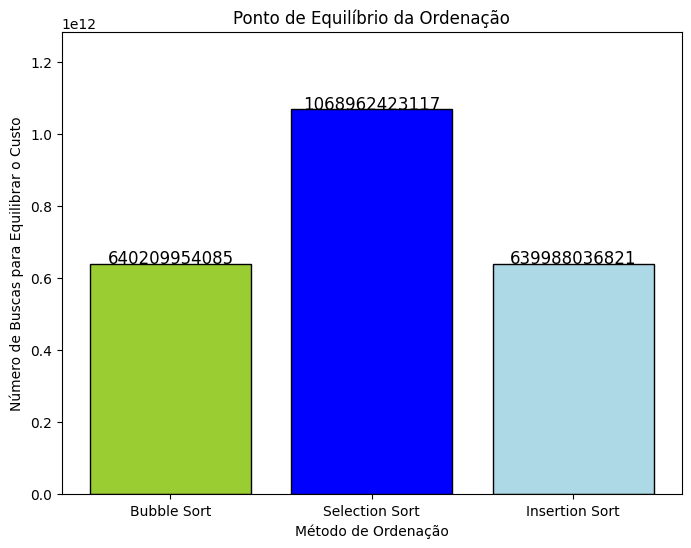 Ponto de Equilíbrio da Ordenação
1e12
1.2
1.0
0.8
0.6
0.4
0.2
0.0
Número de Buscas para Equilibrar o Custo
640209954085
1068962423117
639988036821
Bubble Sort
Selection Sort
Insertion Sort
Método de Ordenação